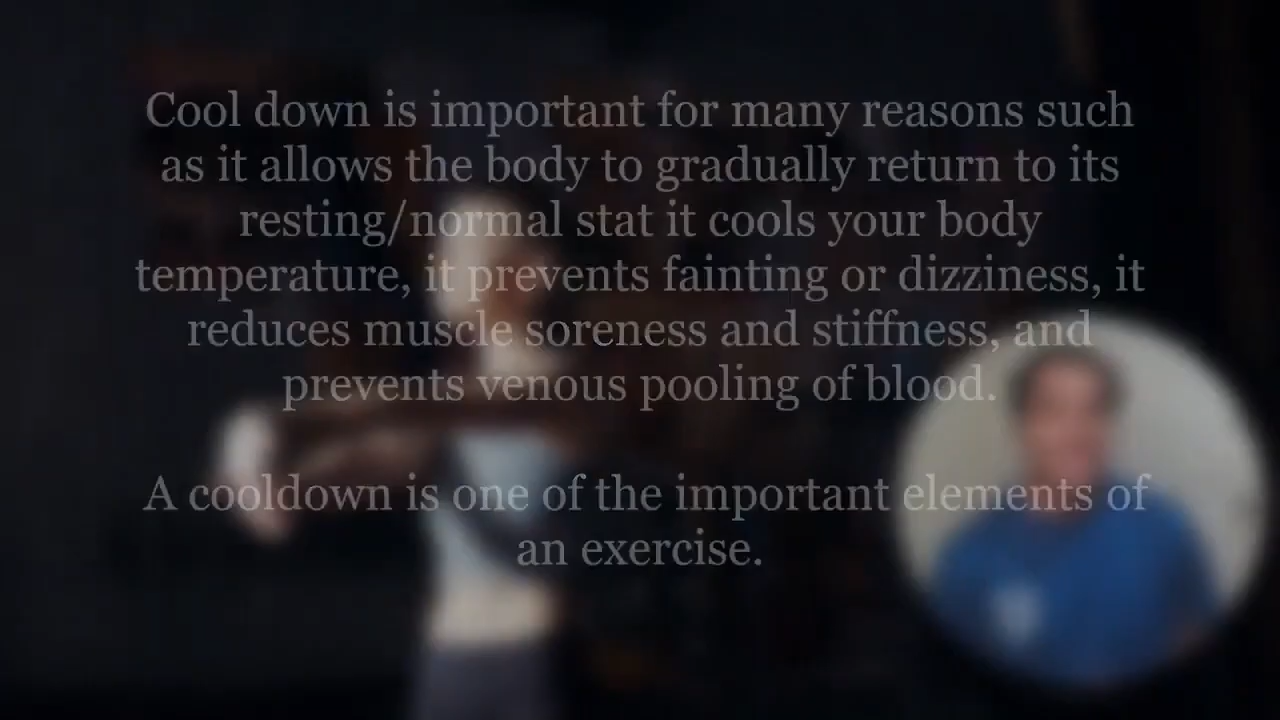 Cool down is important for many reasons such
as it allows the body to gradually return to its
resting/normal stat it cools your body
temperature, it prevents fainting or dizziness, it
reduces muscle soreness and stiffness, and
prevents venous pooling of blood.
A cooldown is one of the important elements of
an exercise.